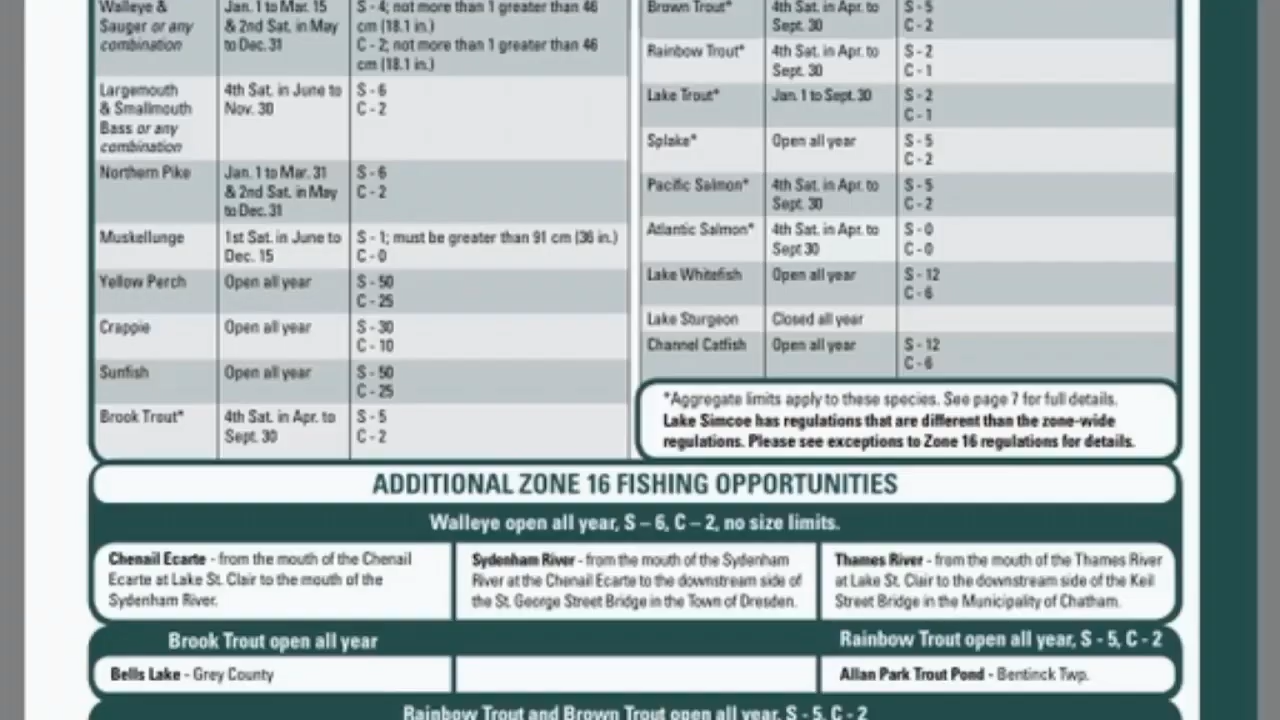 Walleye &
Sauger or any
combination
Jan. 1 to Mar. 15
& 2nd Sat. in May
to Dec. 31
S - 4; not more than 1 greater than 46
cm (18.1 in.)
C - 2; not more than 1 greater than 46
cm (18.1 in.)
Largemouth
& Smallmouth
Bass or any
combination
4th Sat. in June to
Nov. 30
S - 6
C - 2
Northern Pike
Jan. 1 to Mar. 31
& 2nd Sat. in May
to Dec. 31
S - 6
C - 2
Muskellunge
1st Sat. in June to
Dec. 15
S - 1; must be greater than 91 cm (36 in.)
C - 0
Yellow Perch
Open all year
S - 50
C - 25
Crappie
Open all year
S - 30
C - 10
Sunfish
Open all year
S - 50
C - 25
Brook Trout*
4th Sat. in Apr. to
Sept. 30
S - 5
C - 2
Brown Trout*
4th Sat. in Apr. to
Sept. 30
S - 5
C - 2
Rainbow Trout*
4th Sat. in Apr. to
Sept. 30
S - 2
C - 1
Lake Trout*
Jan. 1 to Sept. 30
S - 2
C - 1
Splake*
Open all year
S - 5
C - 2
Pacific Salmon*
4th Sat. in Apr. to
Sept. 30
S - 5
C - 2
Atlantic Salmon*
4th Sat. in Apr. to
Sept 30
S - 0
C - 0
Lake Whitefish
Open all year
S - 12
C - 6
Lake Sturgeon
Closed all year
Channel Catfish
Open all year
S - 12
C - 6
*Aggregate limits apply to these species. See page 7 for full details.
Lake Simcoe has regulations that are different than the zone-wide
regulations. Please see exceptions to Zone 16 regulations for details.
ADDITIONAL ZONE 16 FISHING OPPORTUNITIES
Walleye open all year, S – 6, C – 2, no size limits.
Chenail Ecarte - from the mouth of the Chenail
Ecarte at Lake St. Clair to the mouth of the
Sydenham River.
Sydenham River - from the mouth of the Sydenham
River at the Chenail Ecarte to the downstream side of
the St. George Street Bridge in the Town of Dresden.
Thames River - from the mouth of the Thames River
at Lake St. Clair to the downstream side of the Keil
Street Bridge in the Municipality of Chatham.
Brook Trout open all year
Rainbow Trout open all year, S - 5, C - 2
Bells Lake - Grey County
Allan Park Trout Pond - Bentinck Twp.
Rainbow Trout and Brown Trout open all year, S - 5, C - 2